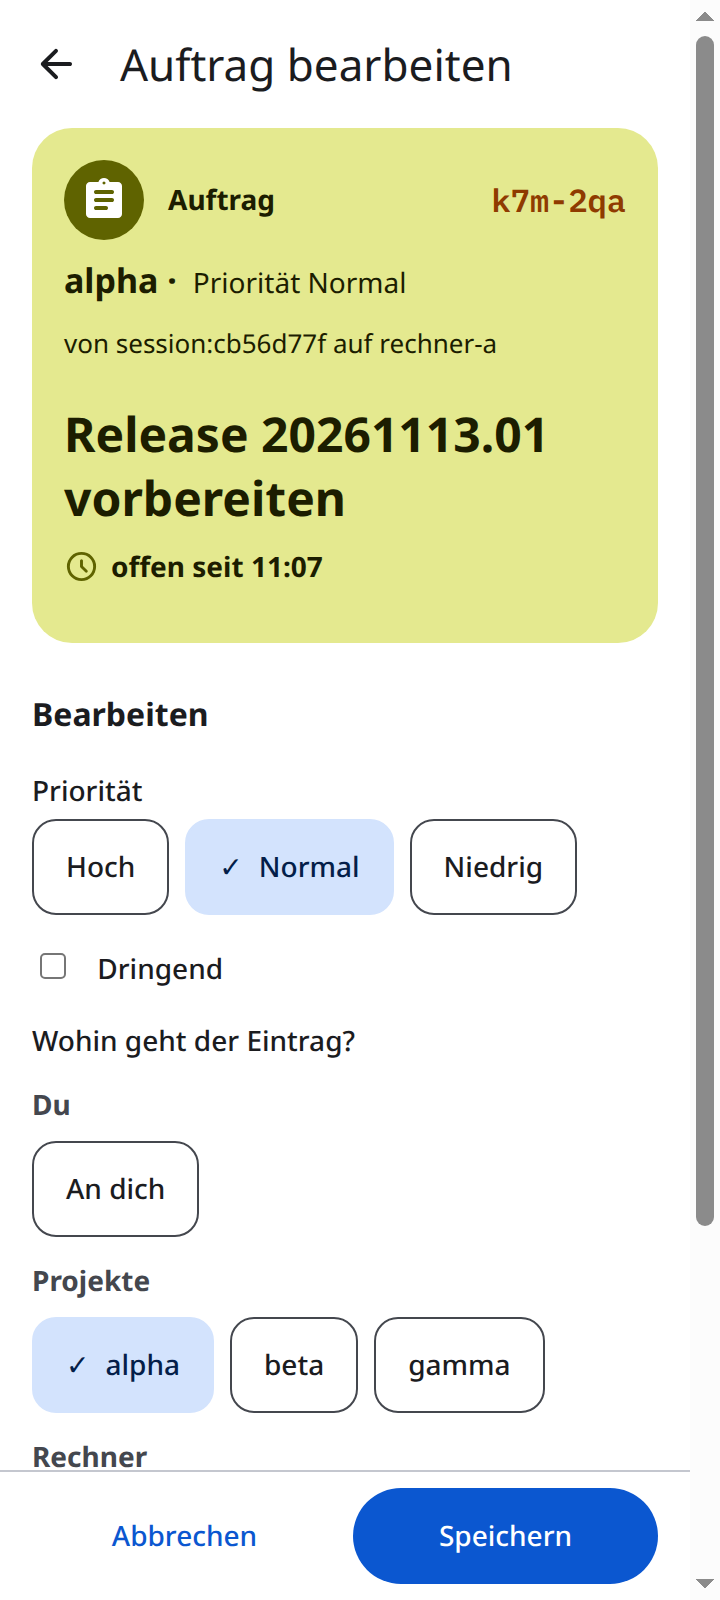 Auftrag bearbeiten
Auftrag k7m-2qa
alpha · Priorität Normal
von session:cb56d77f auf rechner-a
Release 20261113.01
vorbereiten
offen seit 11:07
Bearbeiten
Priorität
Hoch ✓ Normal Niedrig
Dringend
Wohin geht der Eintrag?
Du
An dich
Projekte
✓ alpha beta gamma
Rechner
Abbrechen Speichern